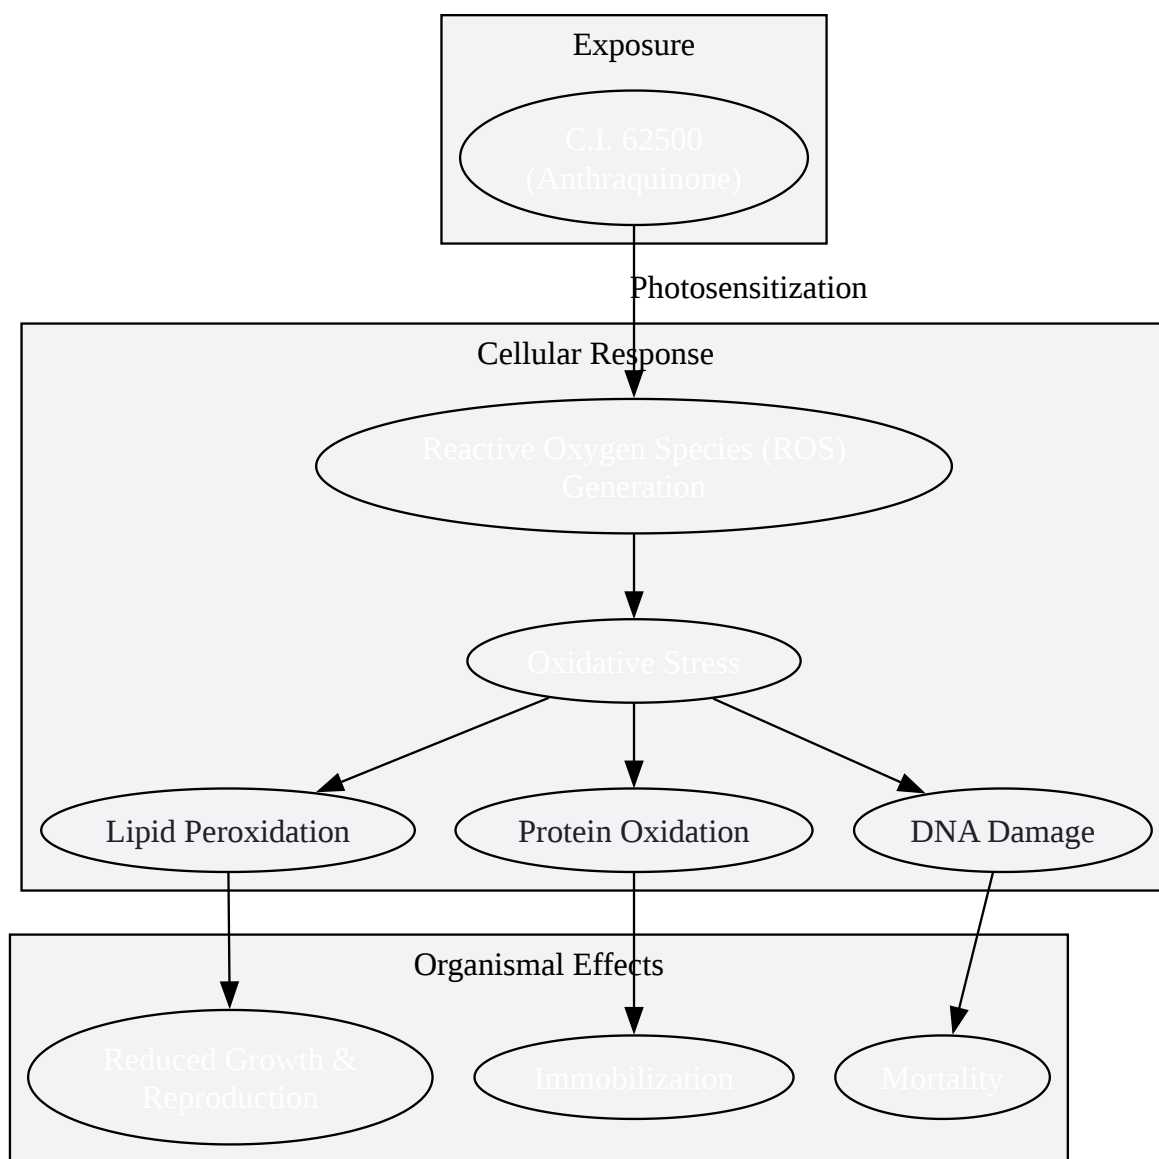 Exposure
C.I. 62500
(Anthraquinone)
Photosensitization
Cellular Response
Reactive Oxygen Species (ROS)
Generation
Oxidative Stress
Lipid Peroxidation
Protein Oxidation
DNA Damage
Organismal Effects
Reduced Growth &
Reproduction
Immobilization
Mortality